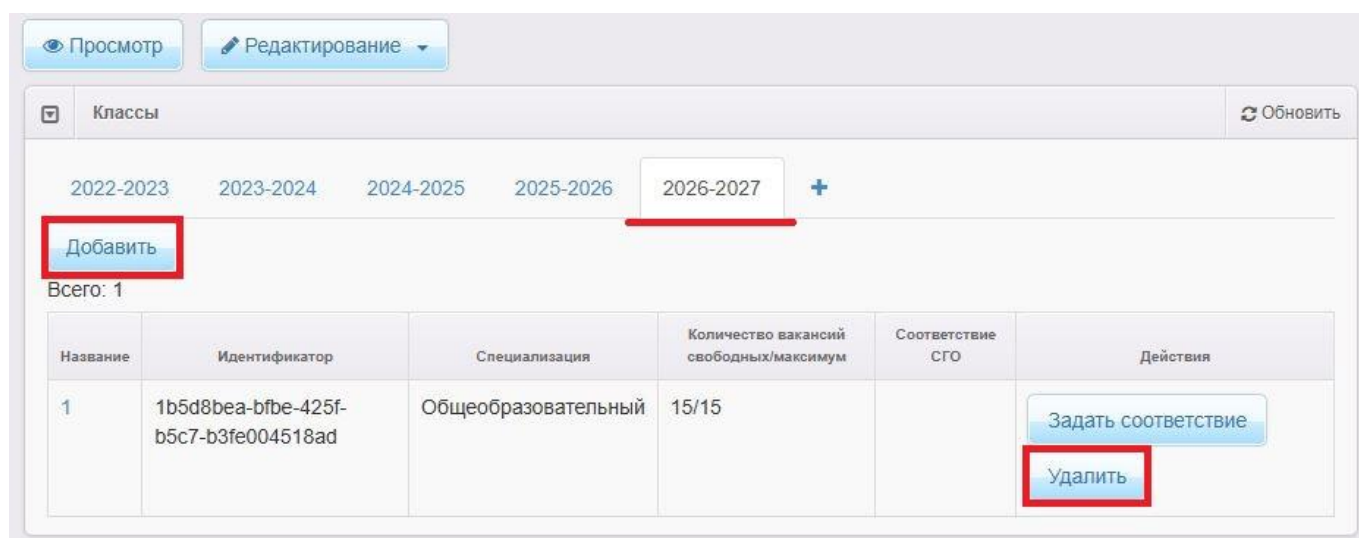 Просмотр Редактирование
Классы Обновить
2022-2023 2023-2024 2024-2025 2025-2026 2026-2027 +
Добавить
Всего: 1
Название Идентификатор Специализация Количество вакансий свободных/максимум Соответствие СГО Действия
1 1b5d8bea-bfbe-425f- Общеобразовательный 15/15 Задать соответствие
b5c7-b3fe004518ad
Удалить